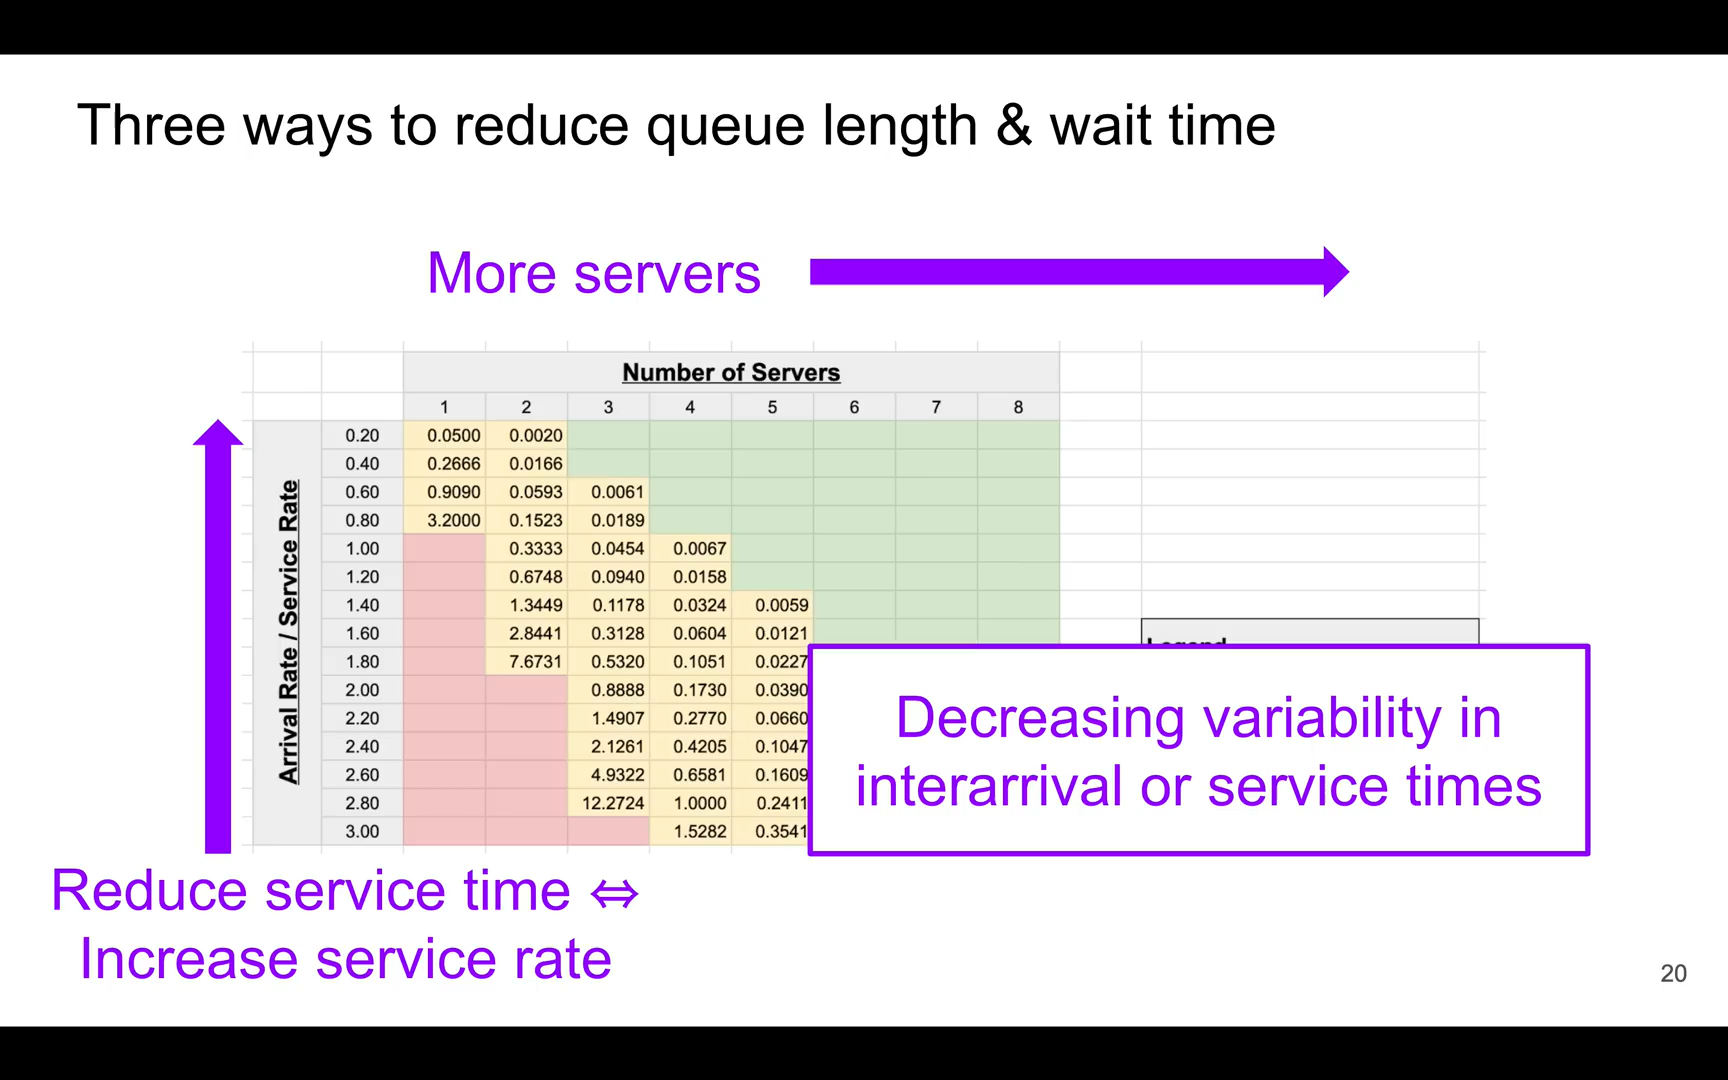 Three ways to reduce queue length & wait time
More servers
Number of Servers
1 2 3 4 5 6 7 8
Arrival Rate / Service Rate
0.20 0.0500 0.0020
0.40 0.2666 0.0166
0.60 0.9090 0.0593 0.0061
0.80 3.2000 0.1523 0.0189
1.00 0.3333 0.0454 0.0067
1.20 0.6748 0.0940 0.0158
1.40 1.3449 0.1178 0.0324 0.0059
1.60 2.8441 0.3128 0.0604 0.0121
1.80 7.6731 0.5320 0.1051 0.0227
2.00 0.8888 0.1730 0.0390
2.20 1.4907 0.2770 0.0660
2.40 2.1261 0.4205 0.1047
2.60 4.9322 0.6581 0.1609
2.80 12.2724 1.0000 0.2411
3.00 1.5282 0.3541
Decreasing variability in
interarrival or service times
Reduce service time ⇔
Increase service rate
20